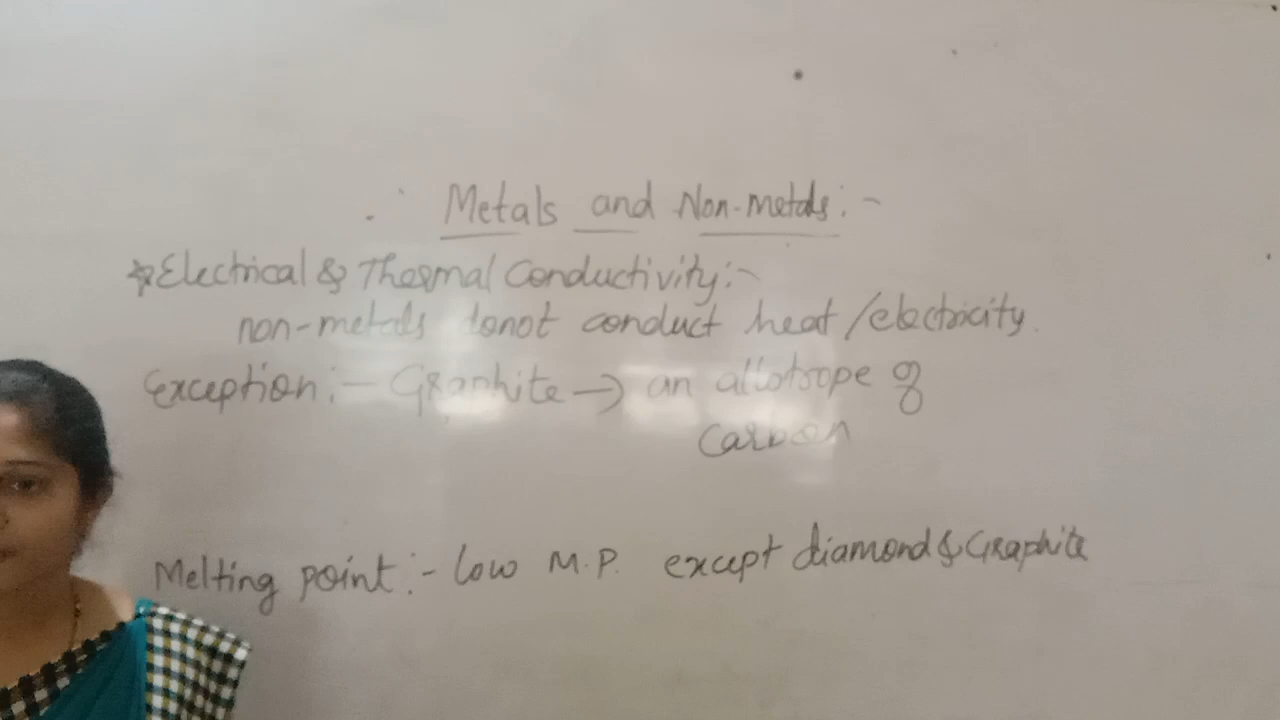 Metals and Non-metals:-
*Electrical & Thermal Conductivity:-
non-metals donot conduct heat/electricity.
Exception:- Graphite → an allotrope of
Carbon
Melting point:- low M.P. except diamond & Graphite